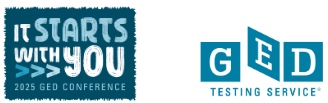 IT STARTS
WITH YOU
>>> 2025 GED CONFERENCE
GED
TESTING SERVICE®